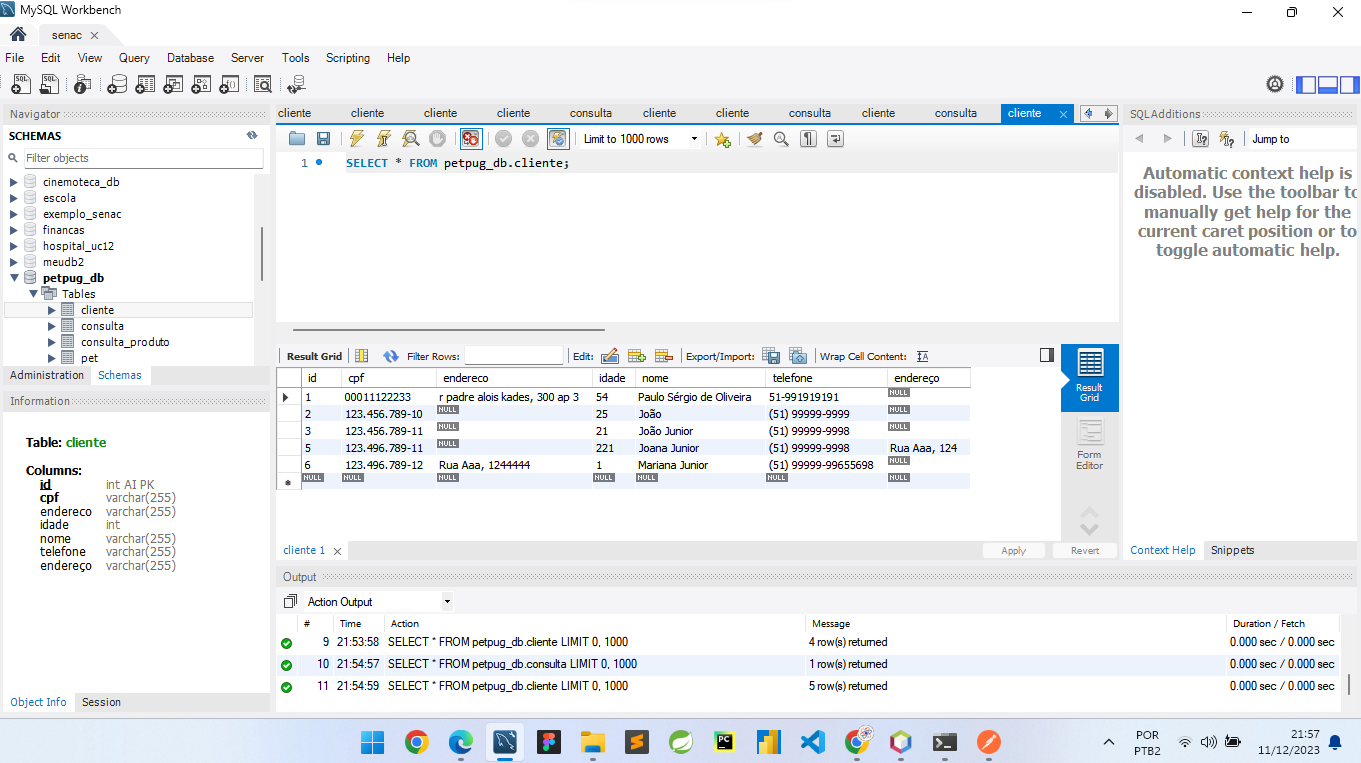 MySQL Workbench
senac
File Edit View Query Database Server Tools Scripting Help
Navigator
SCHEMAS
Filter objects
cinemoteca_db
escola
exemplo_senac
financas
hospital_uc12
meudb2
petpug_db
Tables
cliente
consulta
consulta_produto
pet
Administration Schemas
Information
Table: cliente
Columns:
id int AI PK
cpf varchar(255)
endereco varchar(255)
idade int
nome varchar(255)
telefone varchar(255)
endereço varchar(255)
Object Info Session
cliente cliente cliente cliente consulta cliente cliente consulta cliente consulta cliente
Limit to 1000 rows
1 SELECT * FROM petpug_db.cliente;
Result Grid Filter Rows: Edit: Export/Import: Wrap Cell Content:
id cpf endereco idade nome telefone endereço
1 00011122233 r padre alois kades, 300 ap 3 54 Paulo Sérgio de Oliveira 51-991919191 NULL
2 123.456.789-10 NULL 25 João (51) 99999-9999 NULL
3 123.456.789-11 NULL 21 João Junior (51) 99999-9998 NULL
5 123.496.789-11 NULL 221 Joana Junior (51) 99999-9998 Rua Aaa, 124
6 123.496.789-12 Rua Aaa, 1244444 1 Mariana Junior (51) 99999-99655698 NULL
NULL NULL NULL NULL NULL NULL NULL
Result
Grid
Form
Editor
cliente 1
Apply Revert
SQLAdditions
Jump to
Automatic context help is
disabled. Use the toolbar to
manually get help for the
current caret position or to
toggle automatic help.
Context Help Snippets
Output
Action Output
# Time Action Message Duration / Fetch
9 21:53:58 SELECT * FROM petpug_db.cliente LIMIT 0, 1000 4 row(s) returned 0.000 sec / 0.000 sec
10 21:54:57 SELECT * FROM petpug_db.consulta LIMIT 0, 1000 1 row(s) returned 0.000 sec / 0.000 sec
11 21:54:59 SELECT * FROM petpug_db.cliente LIMIT 0, 1000 5 row(s) returned 0.000 sec / 0.000 sec
POR
PTB2
21:57
11/12/2023